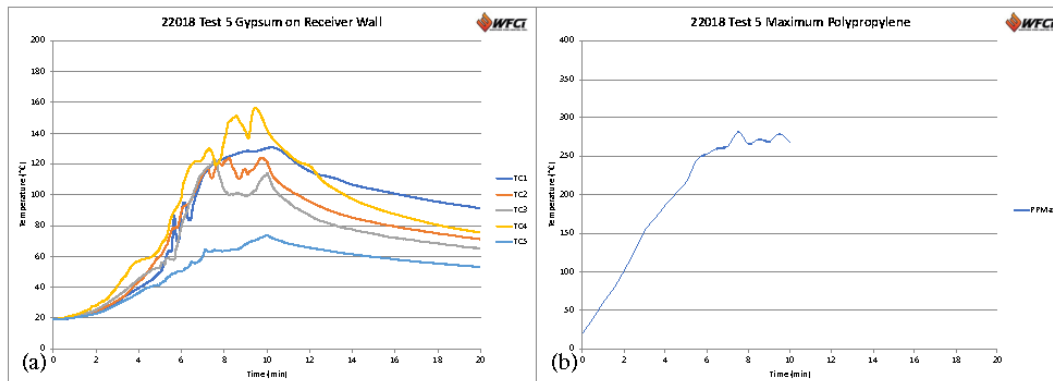 22018 Test 5 Gypsum on Receiver Wall
WFCi
200
180
160
140
120
100
80
60
40
20
0
Temperature (°C)
0 2 4 6 8 10 12 14 16 18 20
Time (min)
TC1
TC2
TC3
TC4
TC5
(a)
22018 Test 5 Maximum Polypropylene
WFCi
400
350
300
250
200
150
100
50
0
Temperature (°C)
0 2 4 6 8 10 12 14 16 18 20
Time (min)
PPMa
(b)